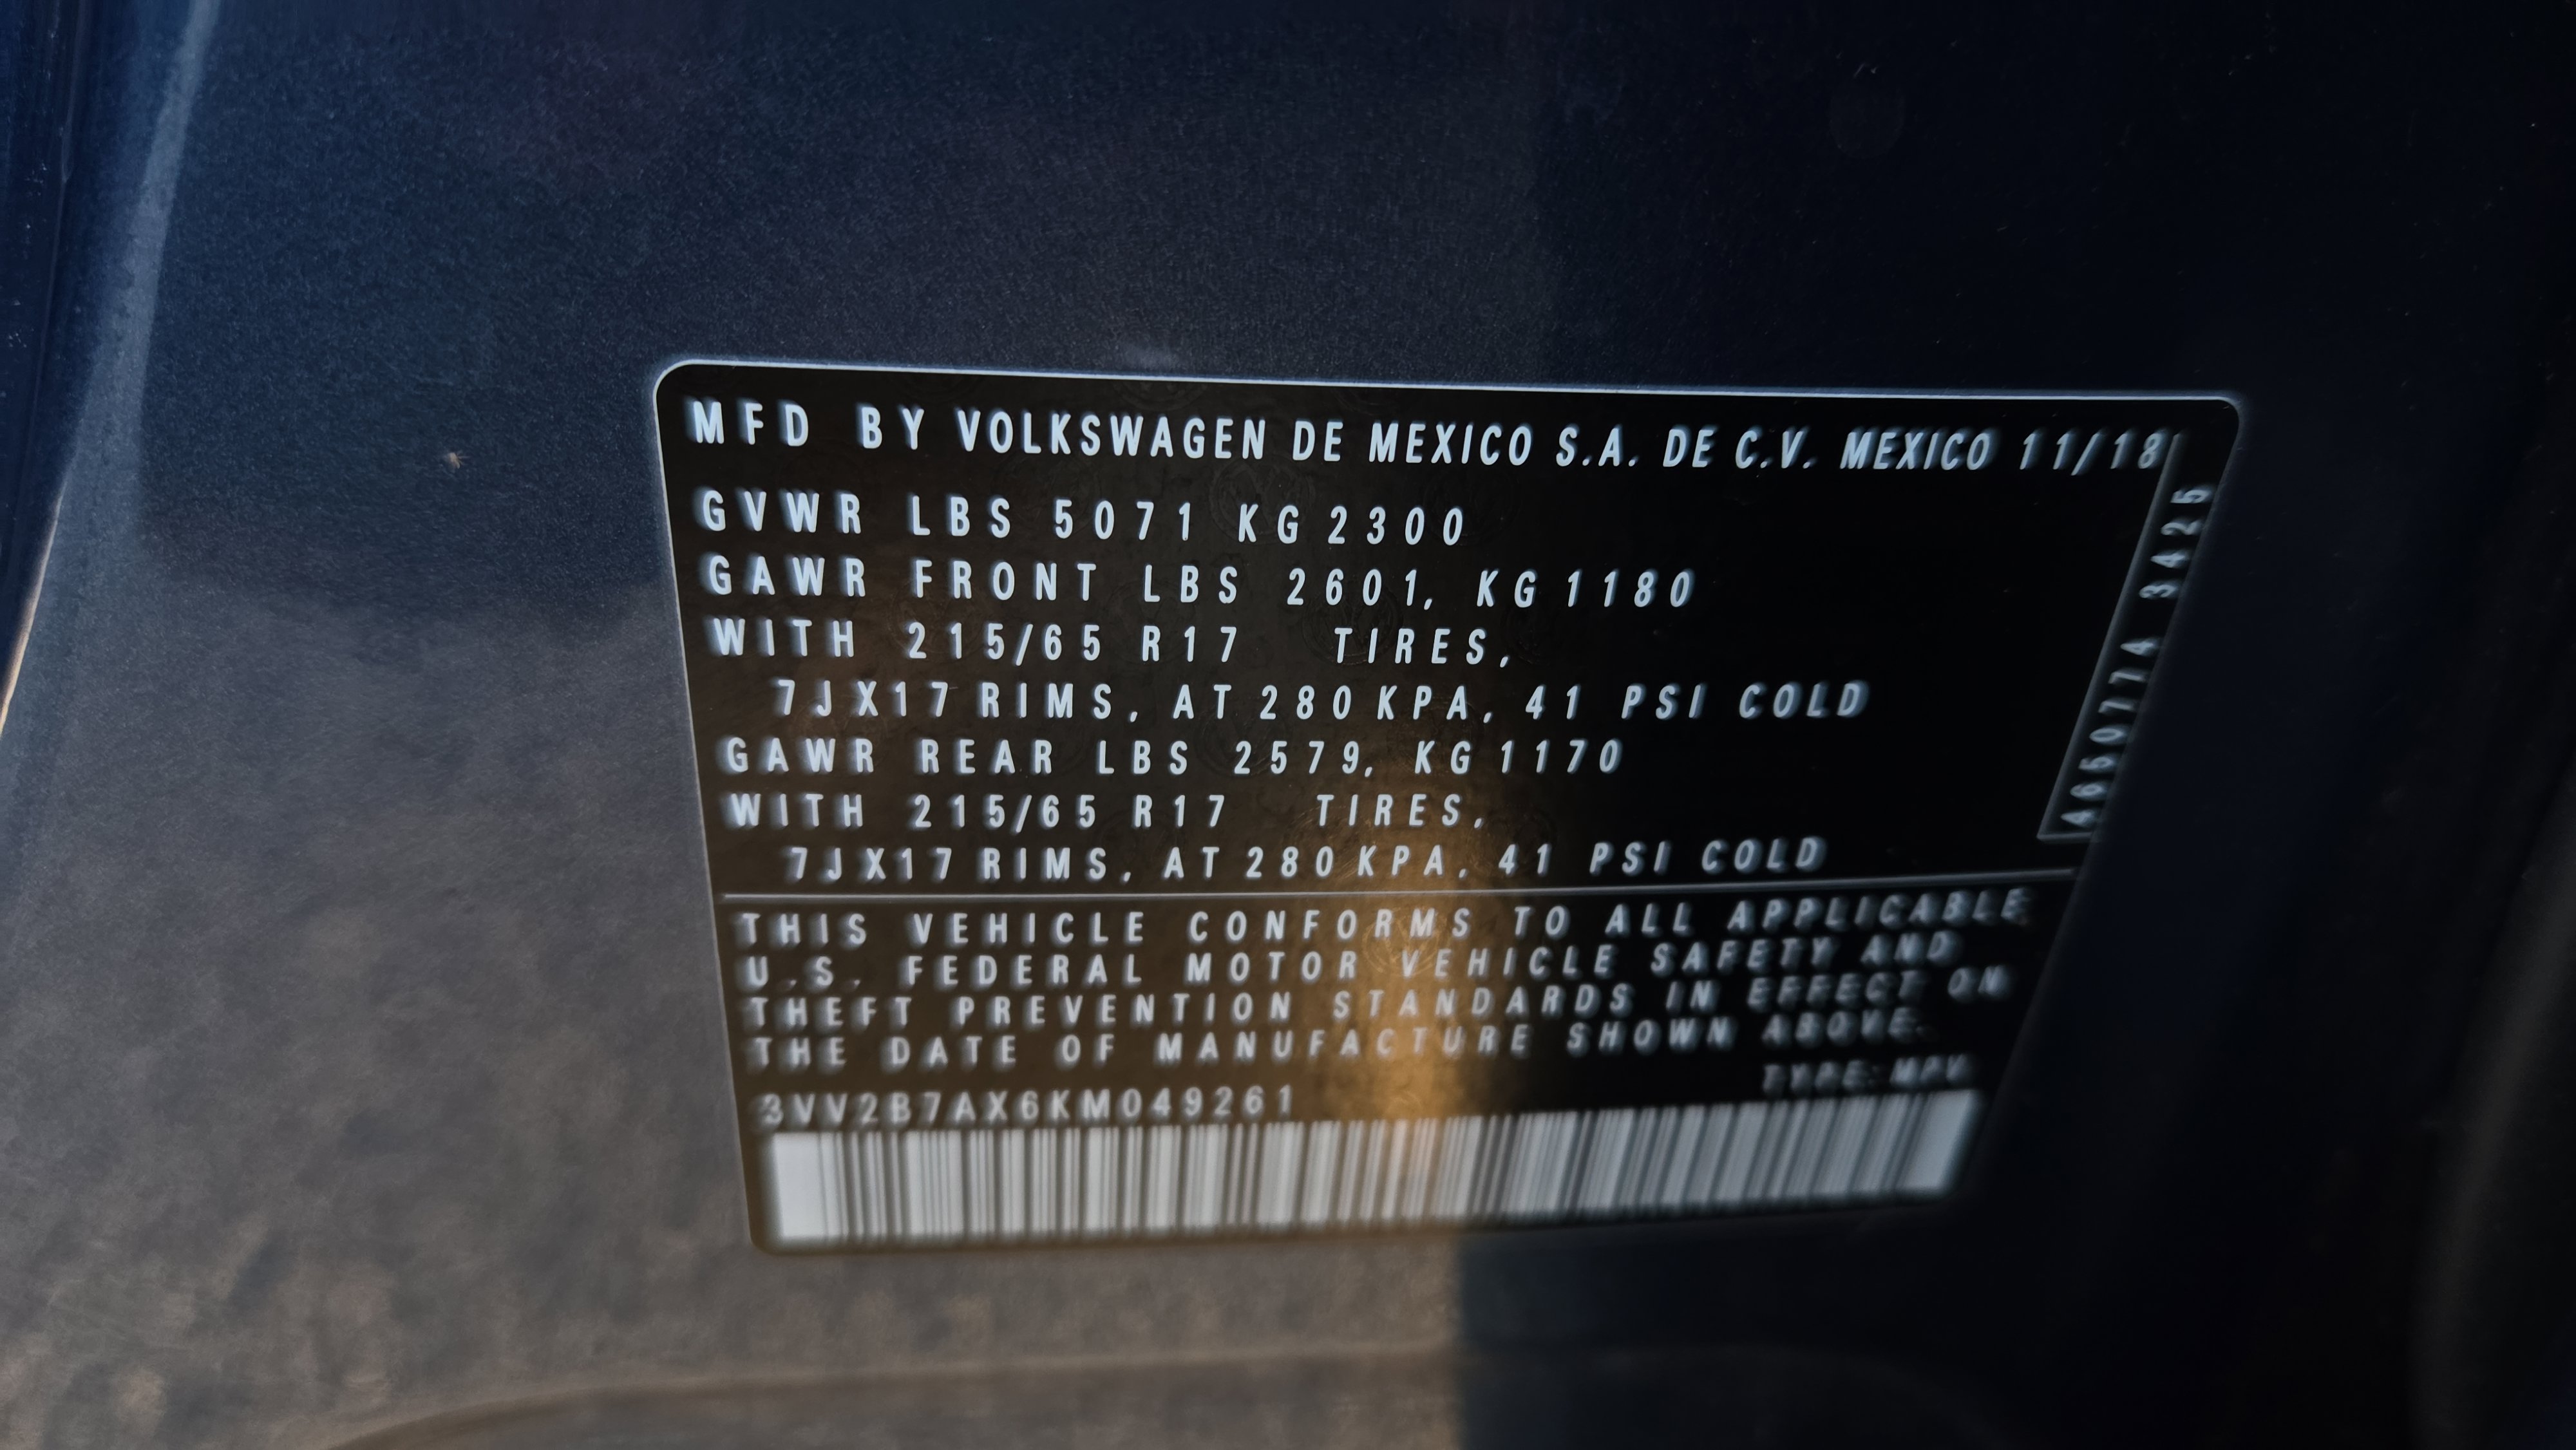 MFD BY VOLKSWAGEN DE MEXICO S.A. DE C.V. MEXICO 11/18
GVWR LBS 5071 KG 2300
GAWR FRONT LBS 2601, KG 1180
WITH 215/65 R17 TIRES,
7JX17 RIMS, AT 280 KPA, 41 PSI COLD
GAWR REAR LBS 2579, KG 1170
WITH 215/65 R17 TIRES,
7JX17 RIMS, AT 280 KPA, 41 PSI COLD
THIS VEHICLE CONFORMS TO ALL APPLICABLE
U.S. FEDERAL MOTOR VEHICLE SAFETY AND
THEFT PREVENTION STANDARDS IN EFFECT ON
THE DATE OF MANUFACTURE SHOWN ABOVE.
TYPE: MPV
3VV2B7AX6KM049261
A650774 3425